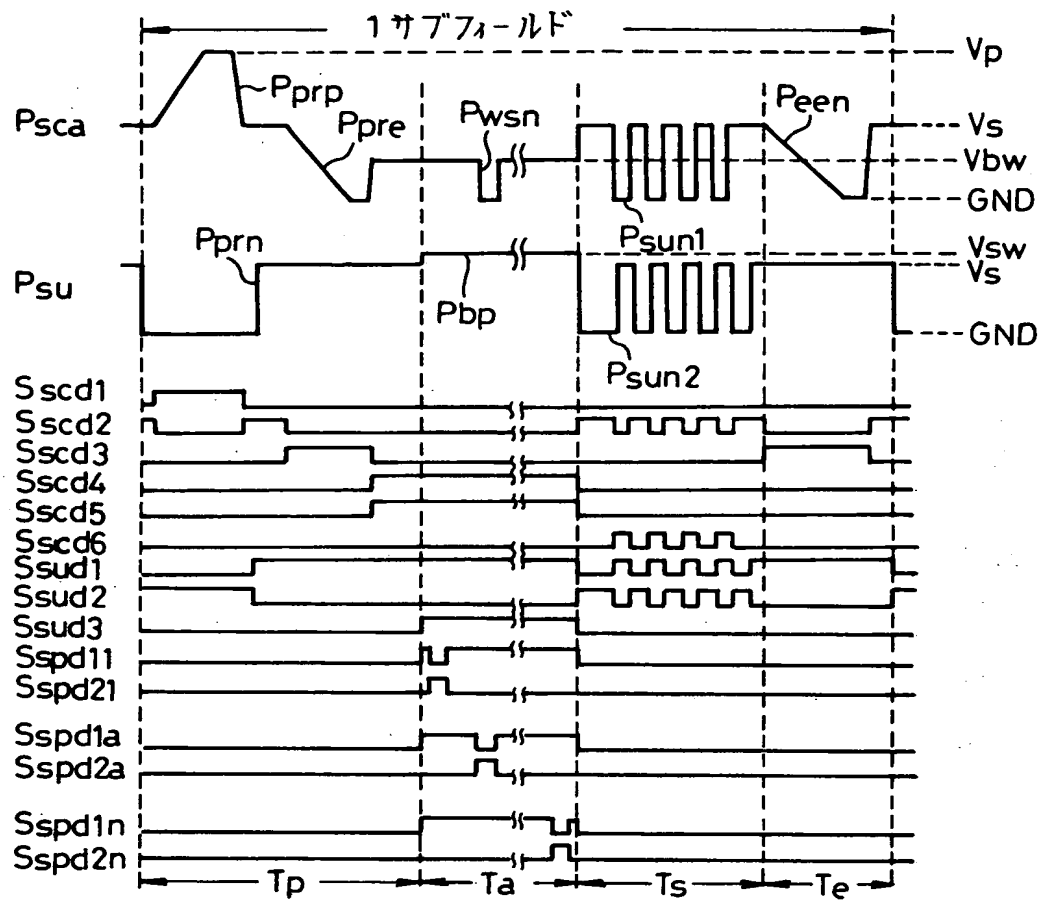 1サブフィールド
Vp
Pprp
Psca
Ppre
Pwsn
Peen
Vs
Vbw
GND
Psun1
Pprn
Vsw
Psu
Vs
Pbp
GND
Psun2
Sscd1
Sscd2
Sscd3
Sscd4
Sscd5
Sscd6
Ssud1
Ssud2
Ssud3
Sspd11
Sspd21
Sspd1a
Sspd2a
Sspd1n
Sspd2n
Tp Ta Ts Te